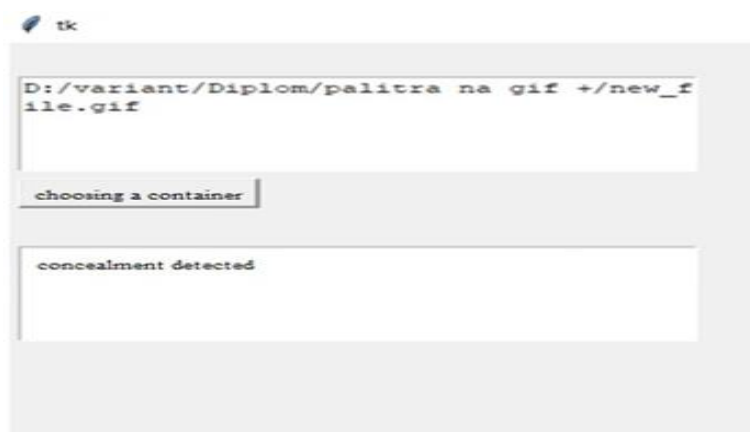 tk
D:/variant/Diplom/palitra na gif +/new_f
ile.gif
choosing a container
concealment detected